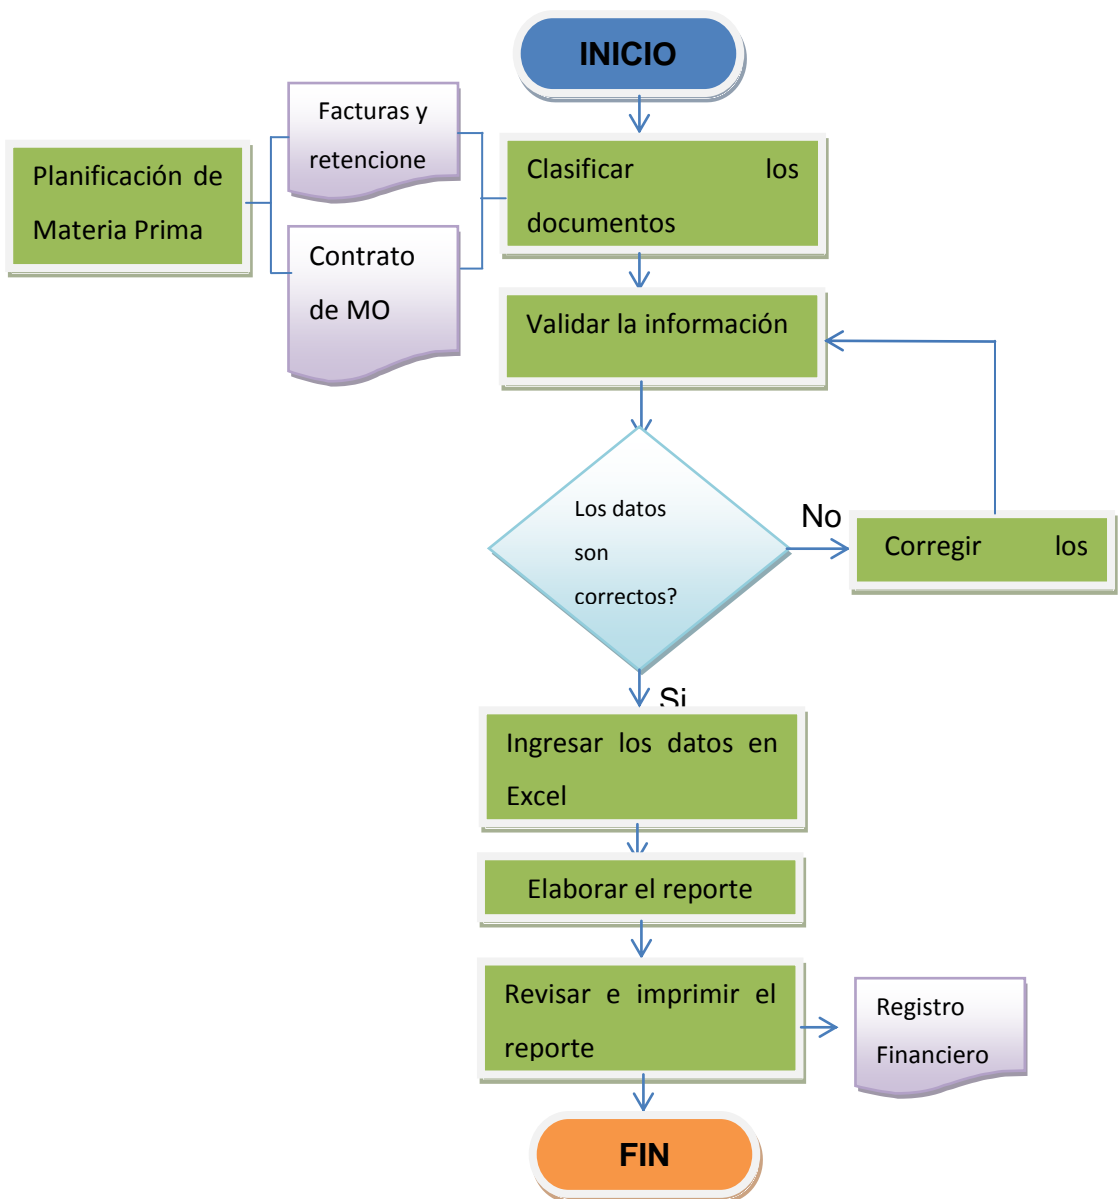 INICIO
Facturas y
retencione
Planificación de
Materia Prima
Contrato
de MO
Clasificar los
documentos
Validar la información
Los datos
son
correctos?
No
Corregir los
Si
Ingresar los datos en
Excel
Elaborar el reporte
Revisar e imprimir el
reporte
Registro
Financiero
FIN